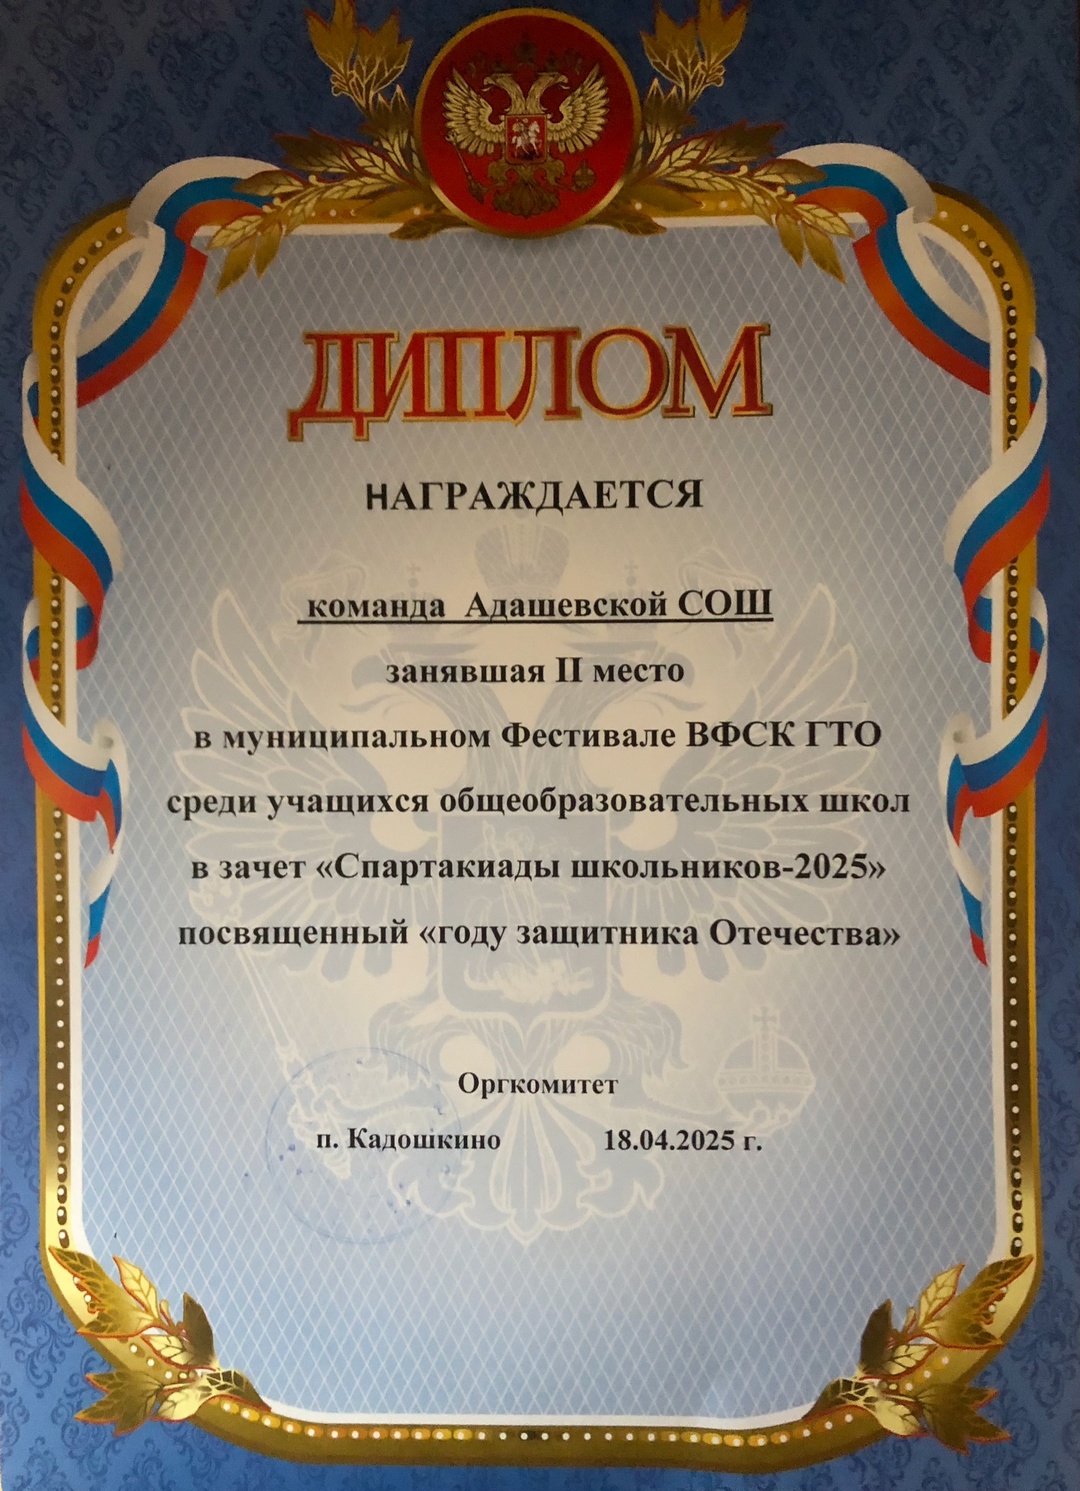 ДИПЛОМ
НАГРАЖДАЕТСЯ
команда Адашевской СОШ
занявшая II место
в муниципальном Фестивале ВФСК ГТО
среди учащихся общеобразовательных школ
в зачет «Спартакиады школьников-2025»
посвященный «году защитника Отечества»
Оргкомитет
п. Кадошкино 18.04.2025 г.